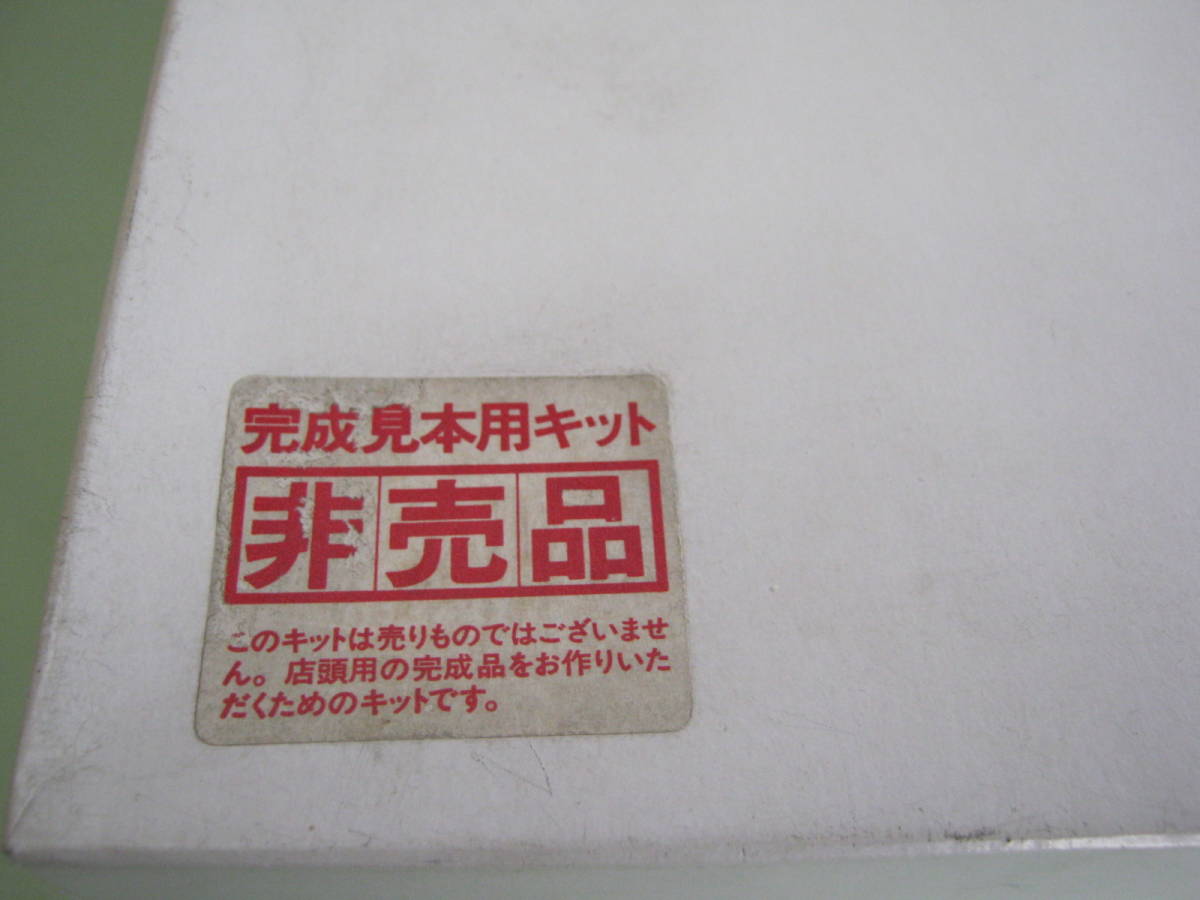 完成見本用キット
非売品
このキットは売りものではございませ
ん。店頭用の完成品をお作りいた
だくためのキットです。